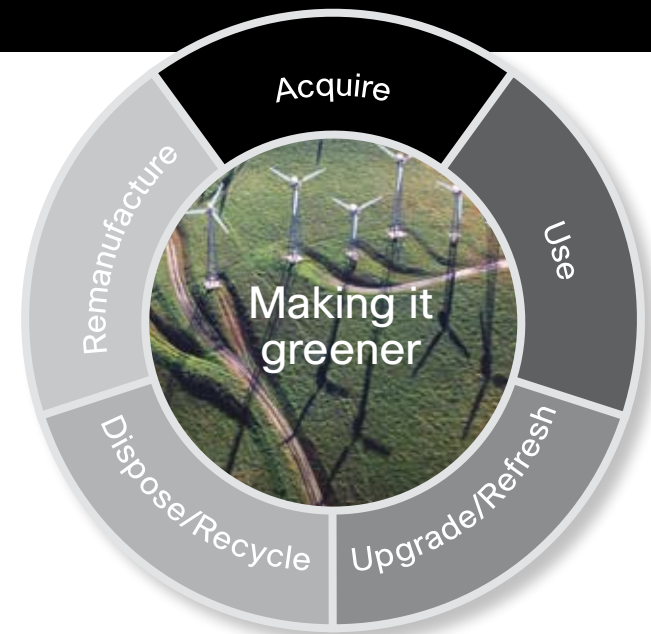 Acquire
Use
Upgrade/Refresh
Dispose/Recycle
Remanufacture
Making it
greener